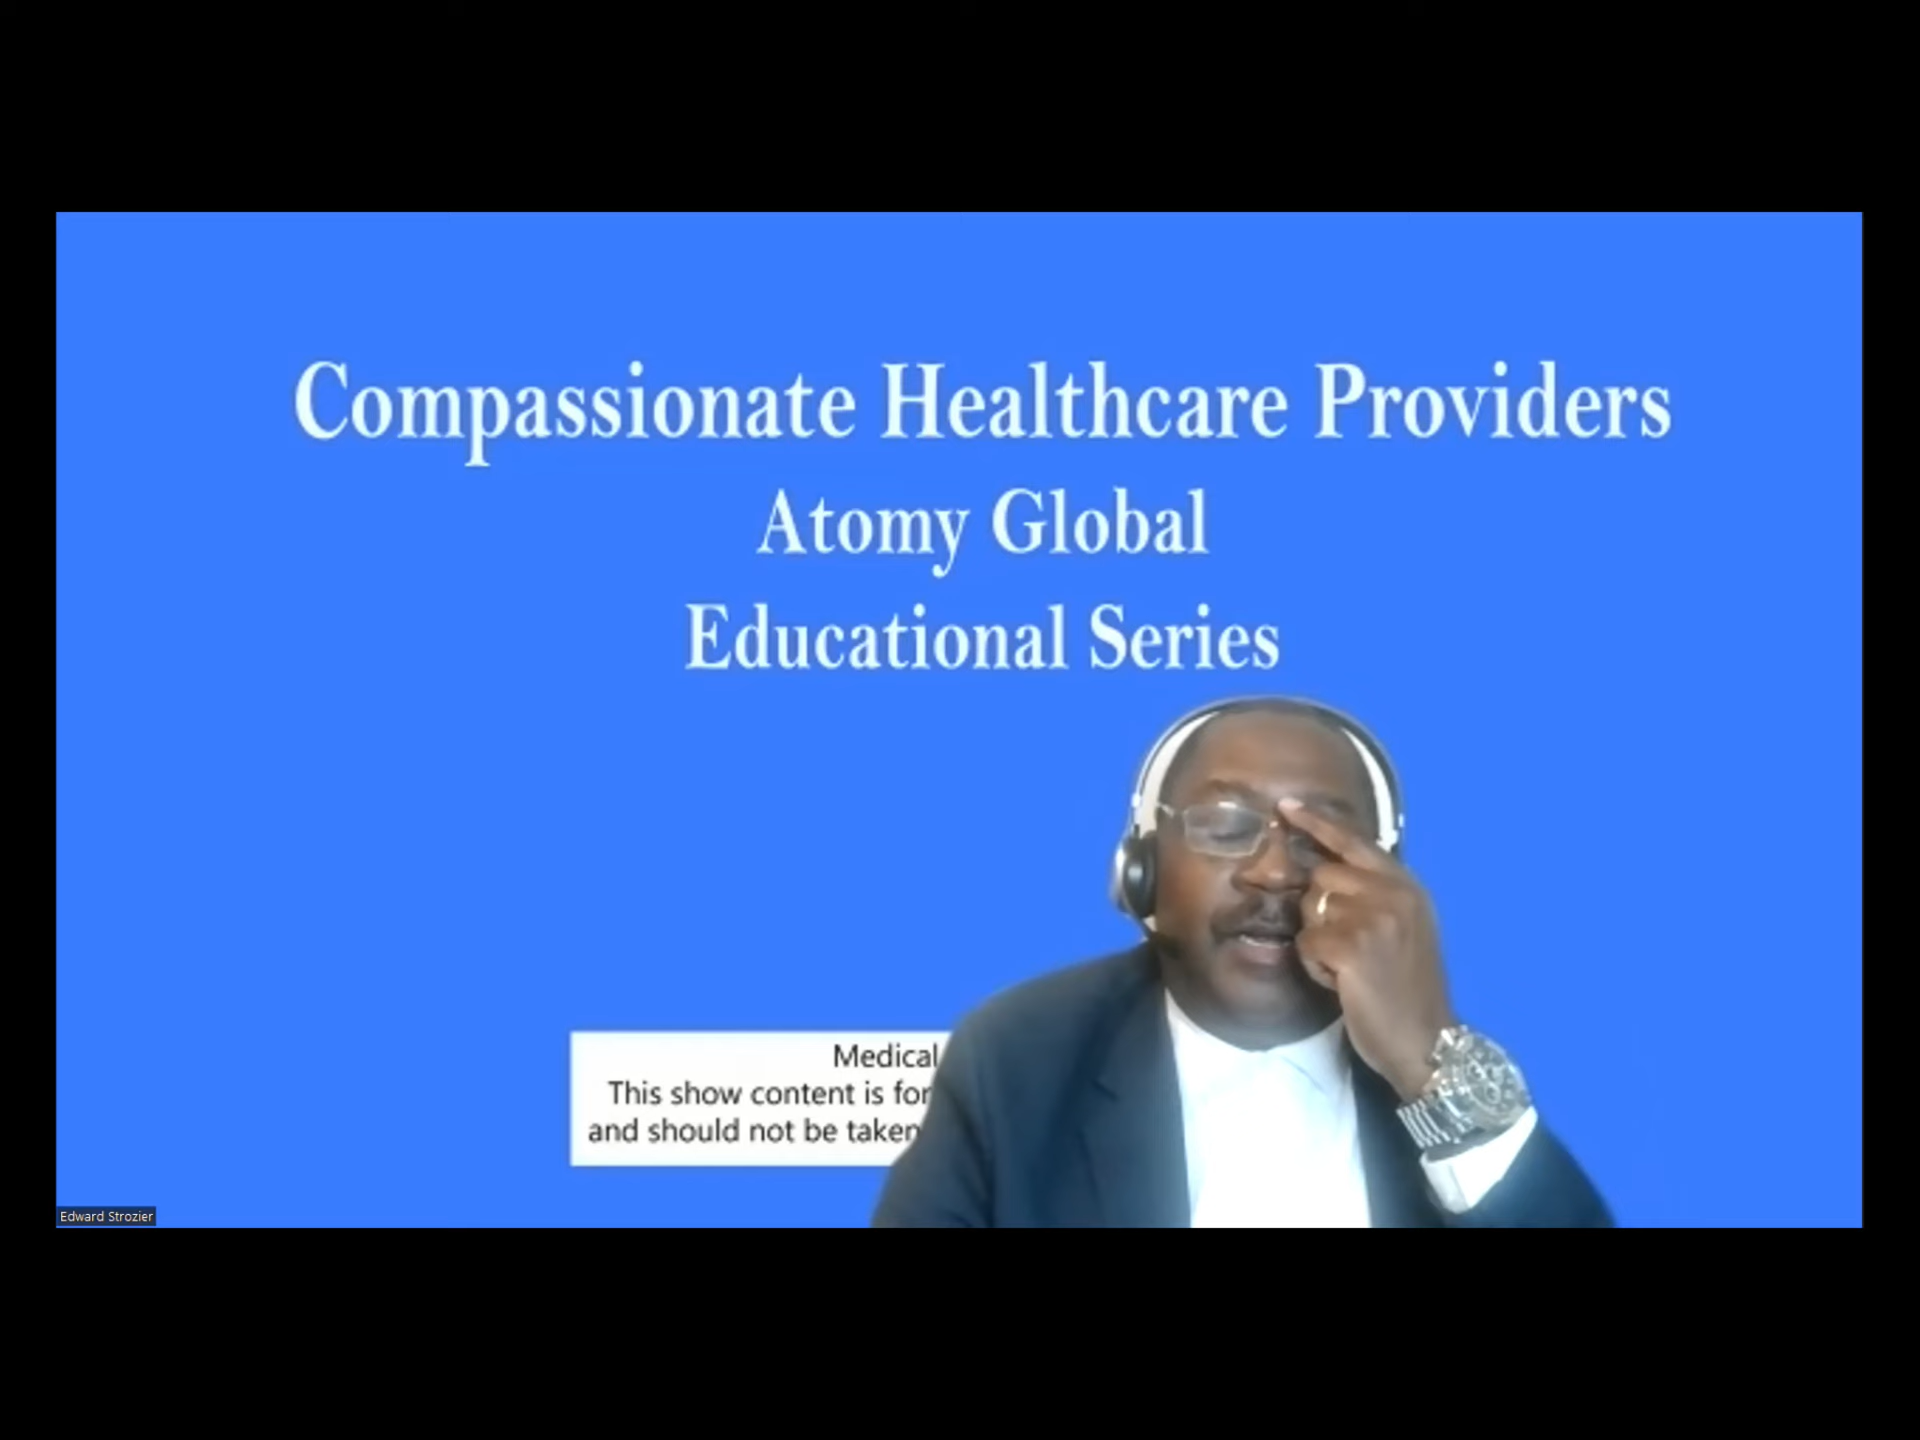 Compassionate Healthcare Providers
Atomy Global
Educational Series
Medical
This show content is for
and should not be taken
Edward Strozier